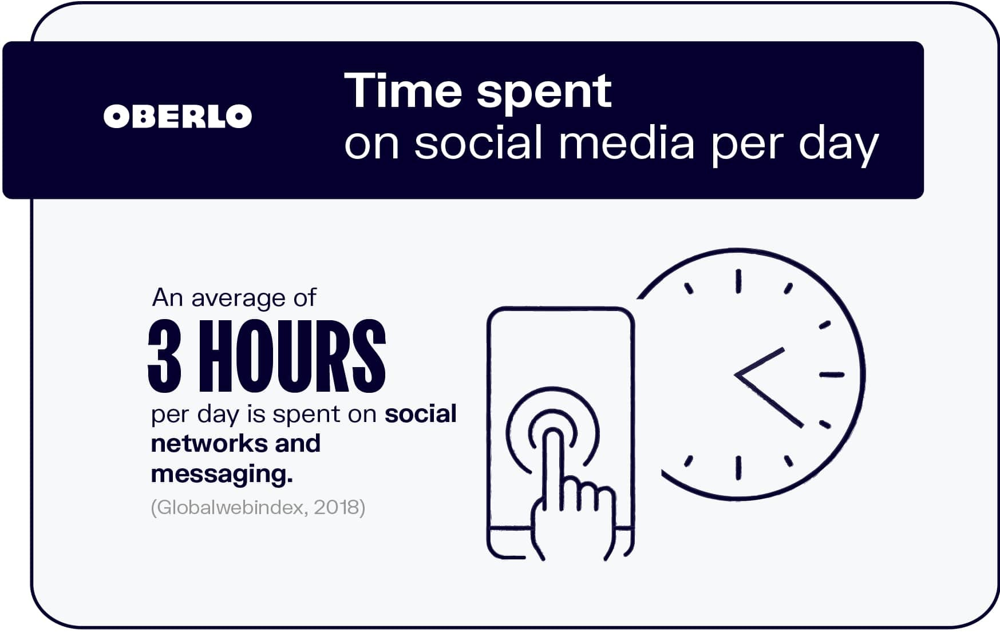 OBERLO
Time spent
on social media per day
An average of
3 HOURS
per day is spent on social
networks and
messaging.
(Globalwebindex, 2018)